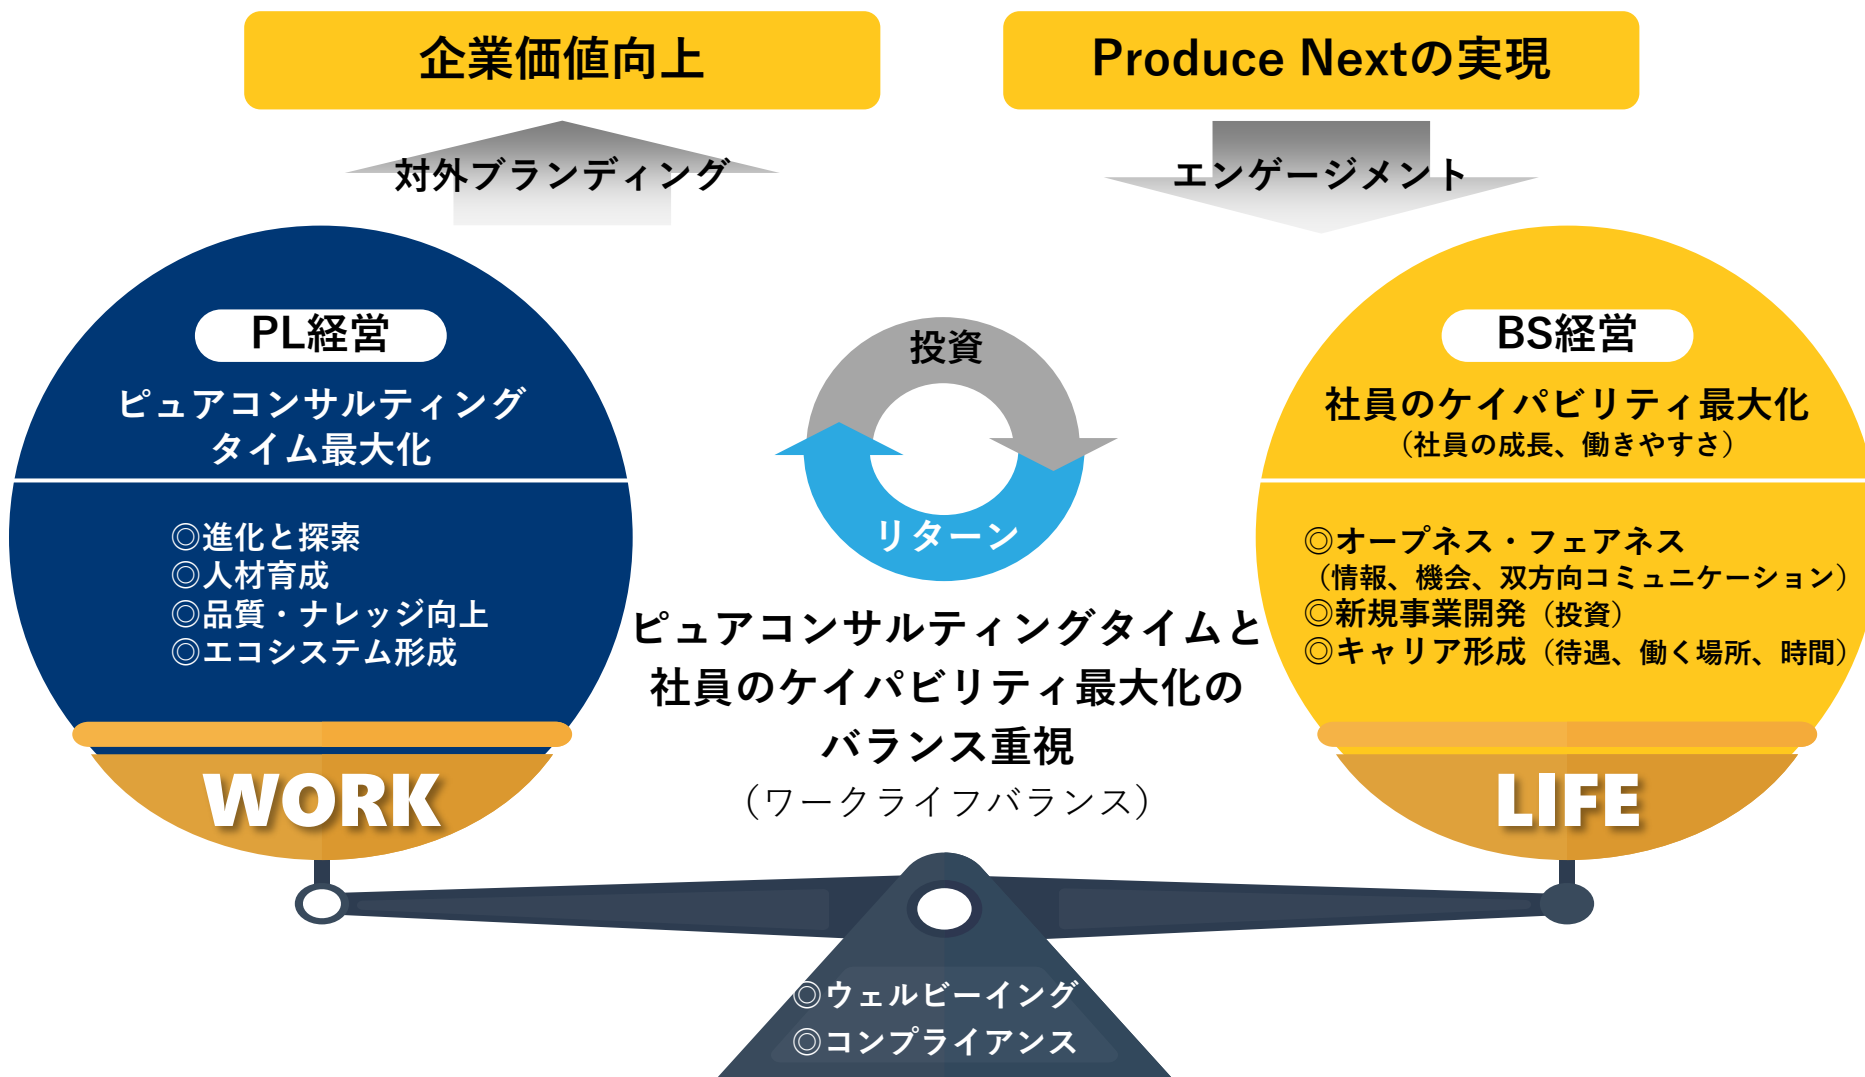 企業価値向上
Produce Nextの実現
対外ブランディング
エンゲージメント
PL経営
ピュアコンサルティング
タイム最大化
◎進化と探索
◎人材育成
◎品質・ナレッジ向上
◎エコシステム形成
WORK
投資
リターン
ピュアコンサルティングタイムと
社員のケイパビリティ最大化の
バランス重視
（ワークライフバランス）
BS経営
社員のケイパビリティ最大化
（社員の成長、働きやすさ）
◎オープネス・フェアネス
（情報、機会、双方向コミュニケーション）
◎新規事業開発（投資）
◎キャリア形成（待遇、働く場所、時間）
LIFE
◎ウェルビーイング
◎コンプライアンス